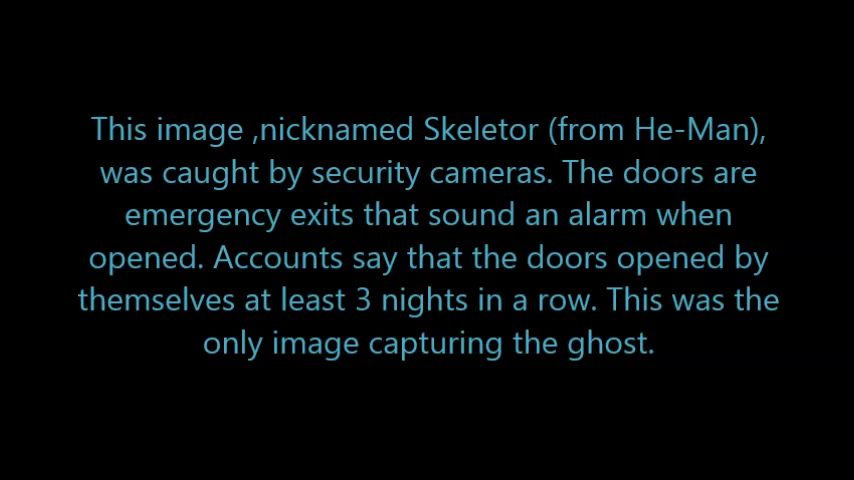 This image ,nicknamed Skeletor (from He-Man),
was caught by security cameras. The doors are
emergency exits that sound an alarm when
opened. Accounts say that the doors opened by
themselves at least 3 nights in a row. This was the
only image capturing the ghost.